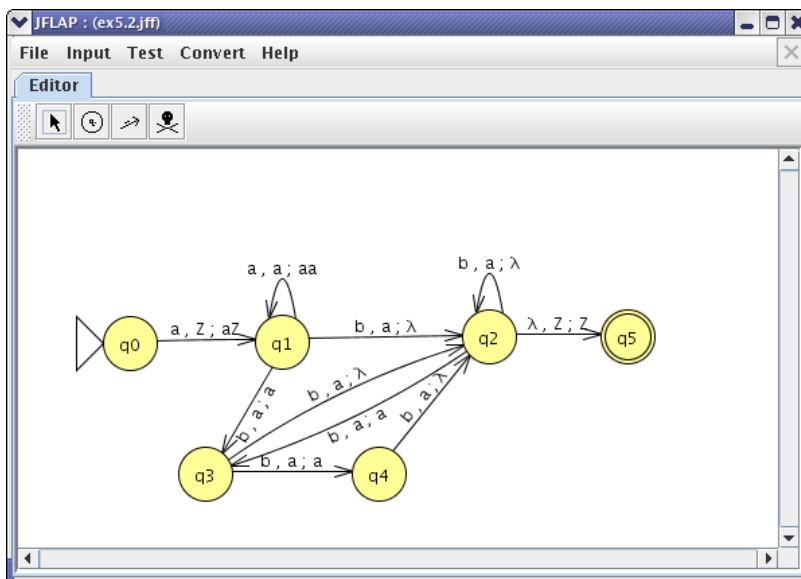 JFLAP : (ex5.2.jff)
File Input Test Convert Help
Editor
a , a ; aa
b , a ; λ
q0
a , Z ; aZ
q1
b , a ; λ
q2
λ , Z ; Z
q5
b , a ; a
b , a ; λ
b , a ; a
b , a ; λ
q3
b , a ; a
q4